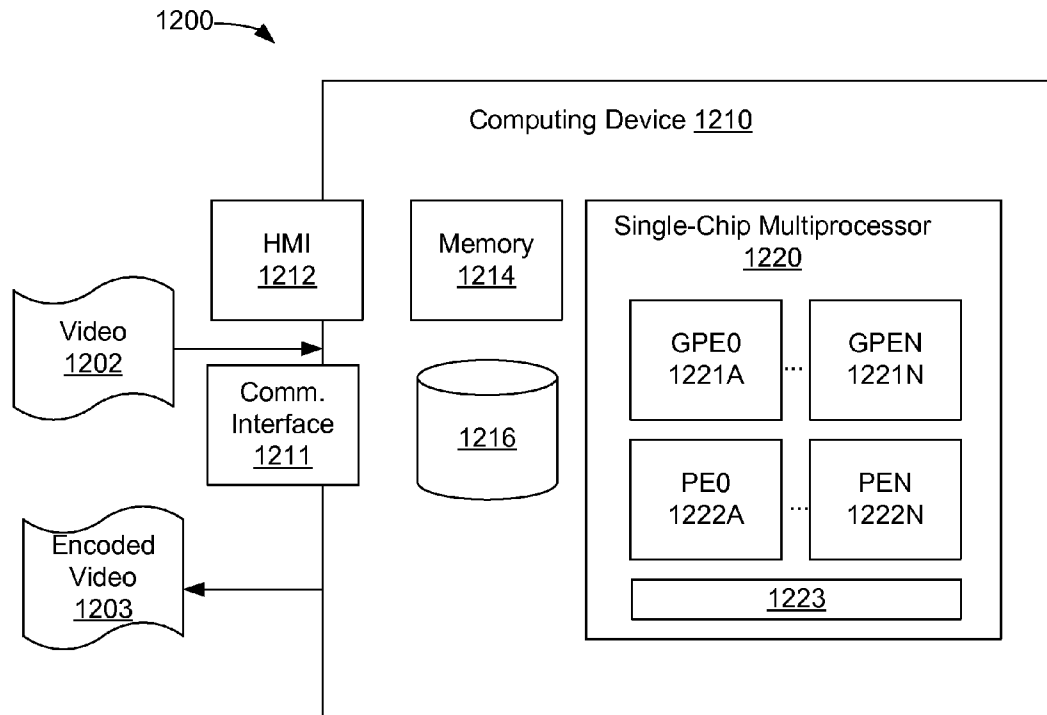 1200
Computing Device 1210
HMI
1212
Memory
1214
Single-Chip Multiprocessor
1220
Video
1202
GPE0
1221A
...
GPEN
1221N
Comm.
Interface
1211
1216
PE0
1222A
...
PEN
1222N
Encoded
Video
1203
1223